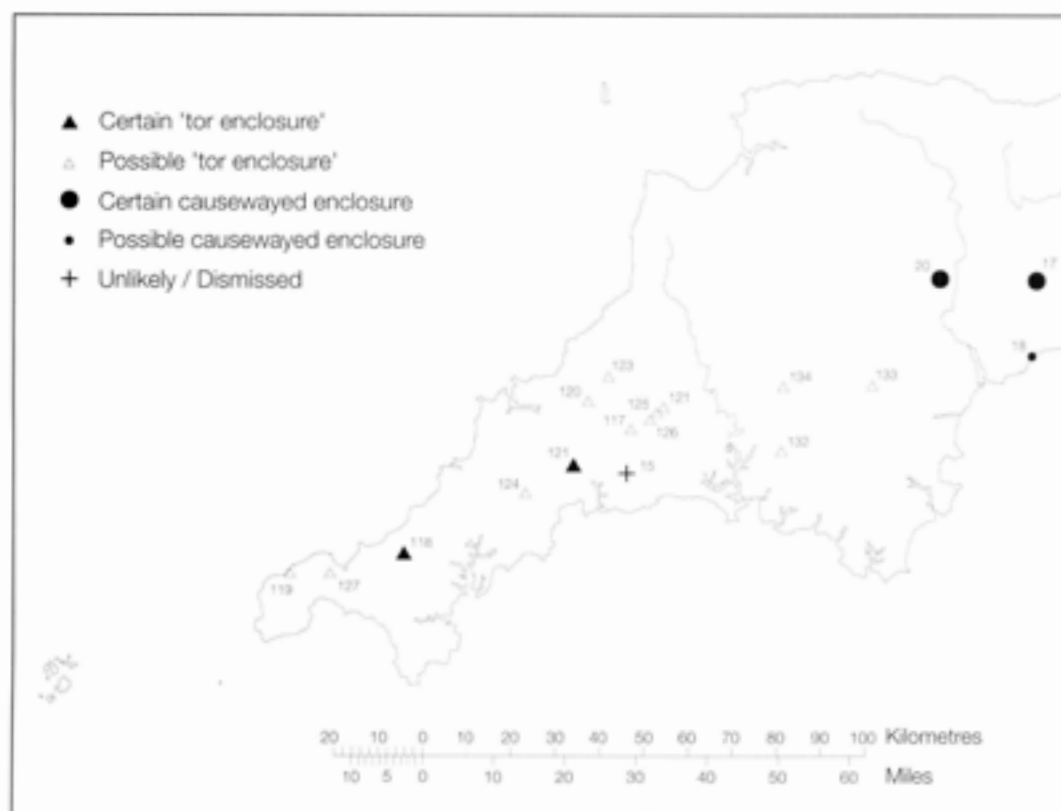 Certain 'tor enclosure'
Possible 'tor enclosure'
Certain causewayed enclosure
Possible causewayed enclosure
Unlikely / Dismissed
20
17
18
123
134
133
120
125
121
117
126
132
121
15
124
118
119
127
20 10 0 10 20 30 40 50 60 70 80 90 100 Kilometres
10 5 0 10 20 30 40 50 60 Miles